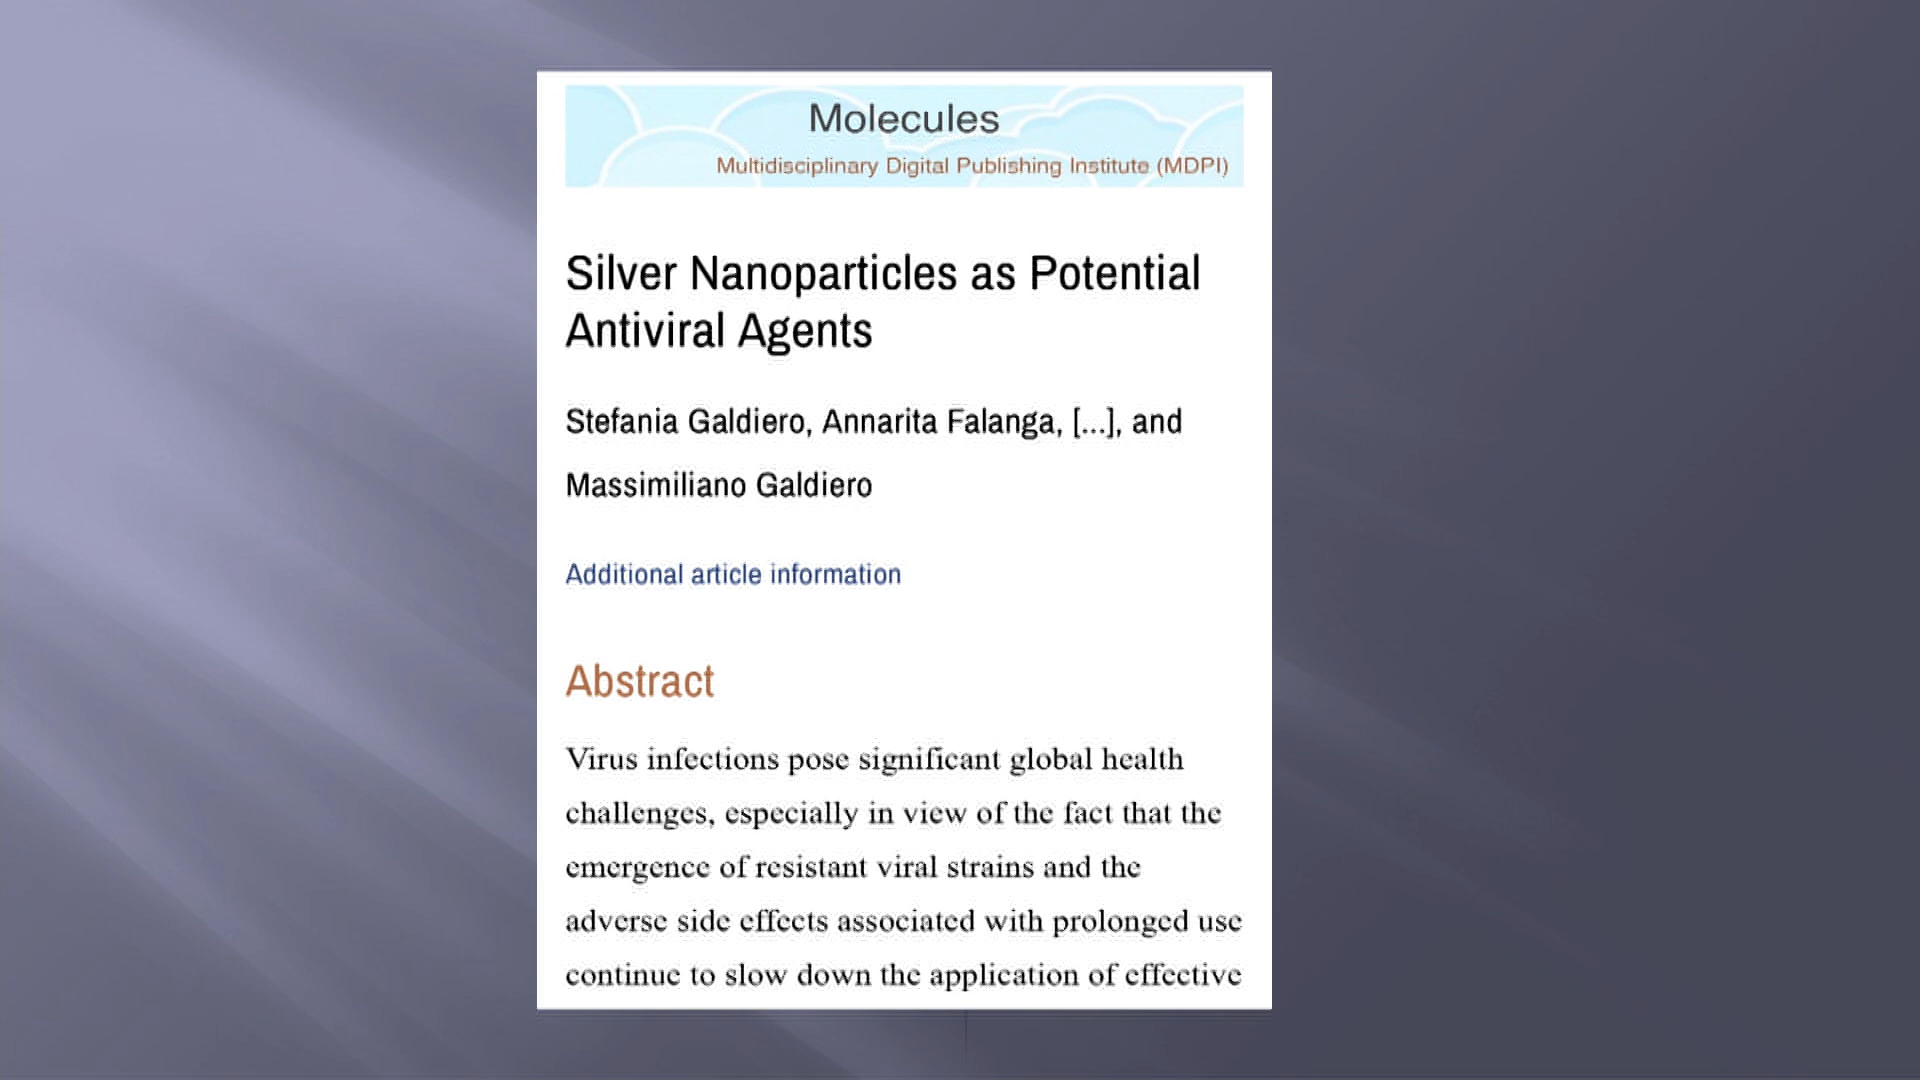 Molecules
Multidisciplinary Digital Publishing Institute (MDPI)
Silver Nanoparticles as Potential
Antiviral Agents
Stefania Galdiero, Annarita Falanga, [...], and
Massimiliano Galdiero
Additional article information
Abstract
Virus infections pose significant global health
challenges, especially in view of the fact that the
emergence of resistant viral strains and the
adverse side effects associated with prolonged use
continue to slow down the application of effective